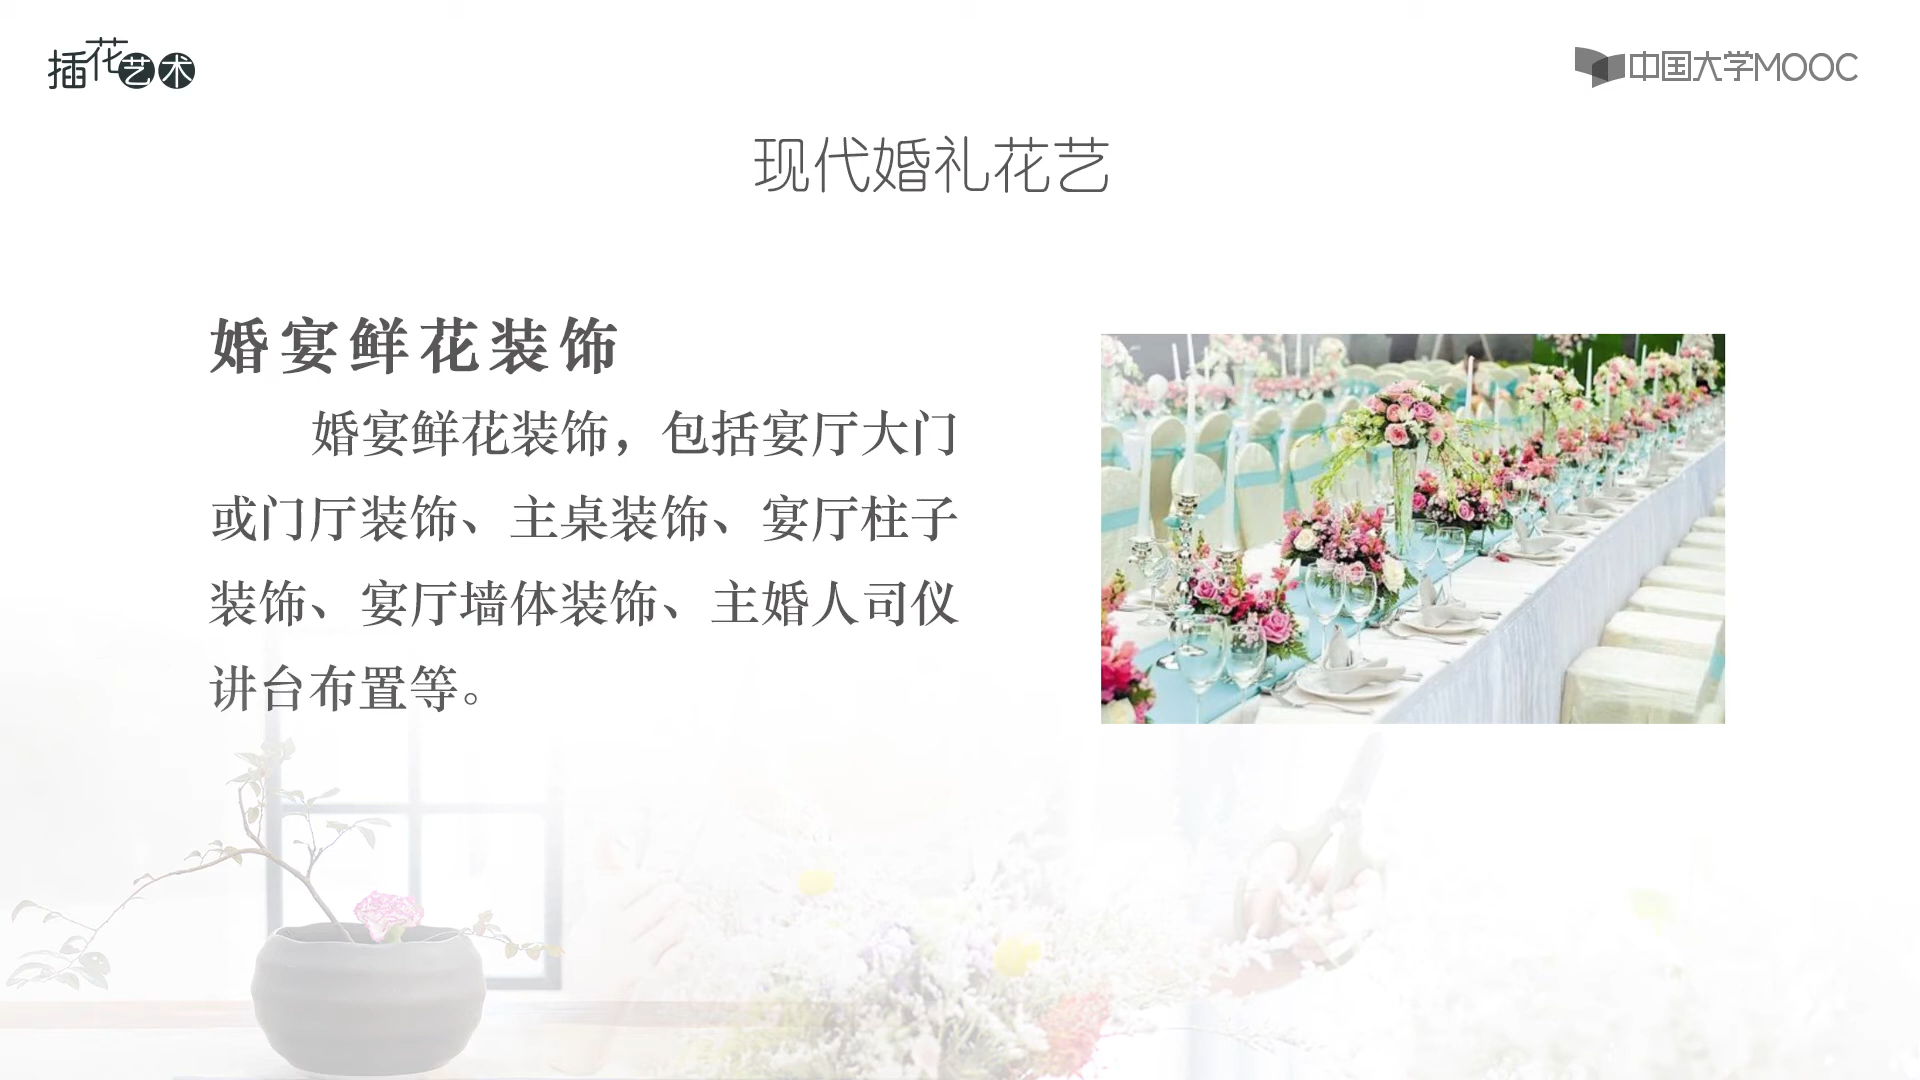 插花艺术
中国大学MOOC
现代婚礼花艺
婚宴鲜花装饰
婚宴鲜花装饰，包括宴厅大门
或门厅装饰、主桌装饰、宴厅柱子
装饰、宴厅墙体装饰、主婚人司仪
讲台布置等。